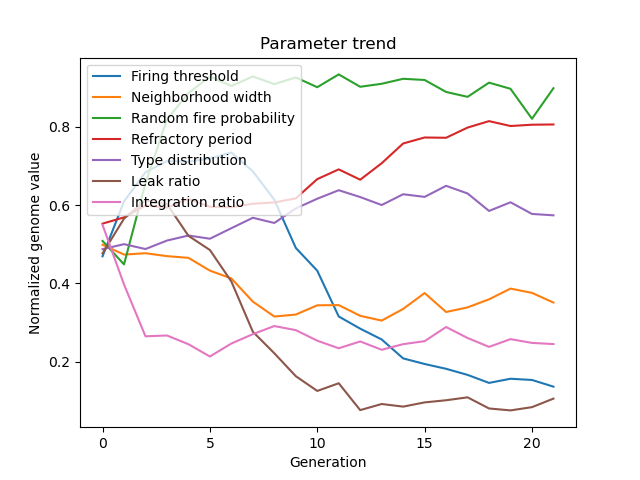 Parameter trend
Firing threshold
Neighborhood width
Random fire probability
Refractory period
Type distribution
Leak ratio
Integration ratio
Normalized genome value
0.8
0.6
0.4
0.2
0
5
10
15
20
Generation